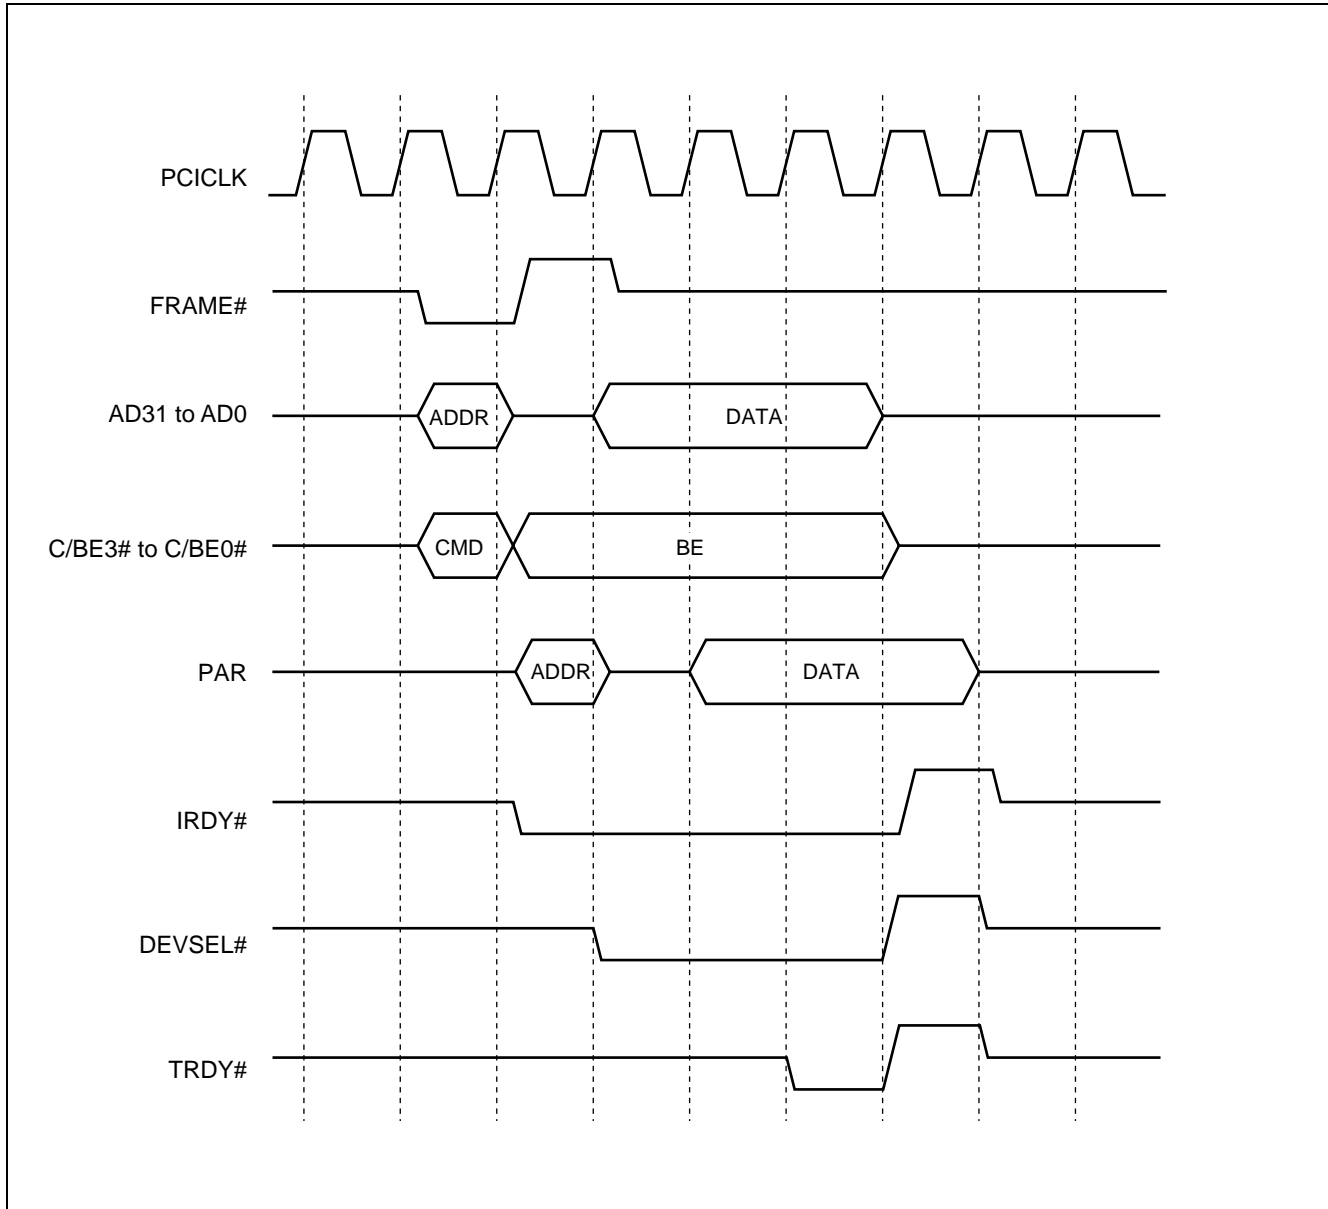 PCICLK
FRAME#
AD31 to AD0
ADDR
DATA
C/BE3# to C/BE0#
CMD
BE
PAR
ADDR
DATA
IRDY#
DEVSEL#
TRDY#